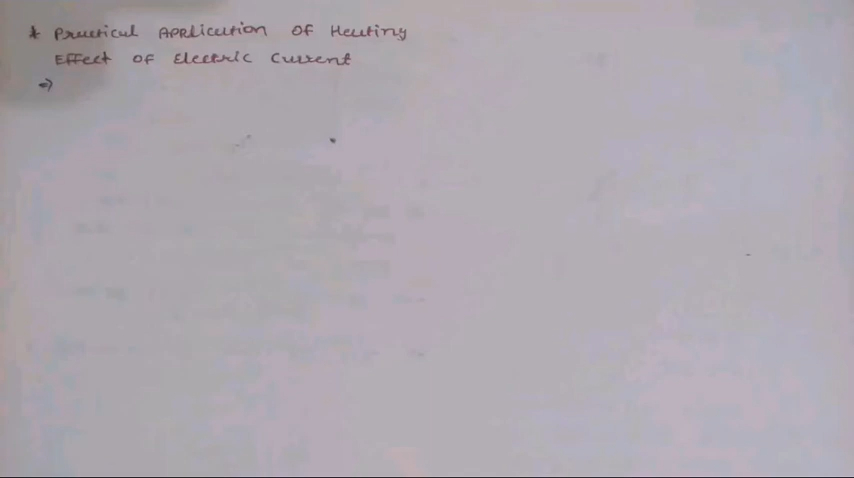 * Practical Application of Heating
Effect of Electric Current
⇒